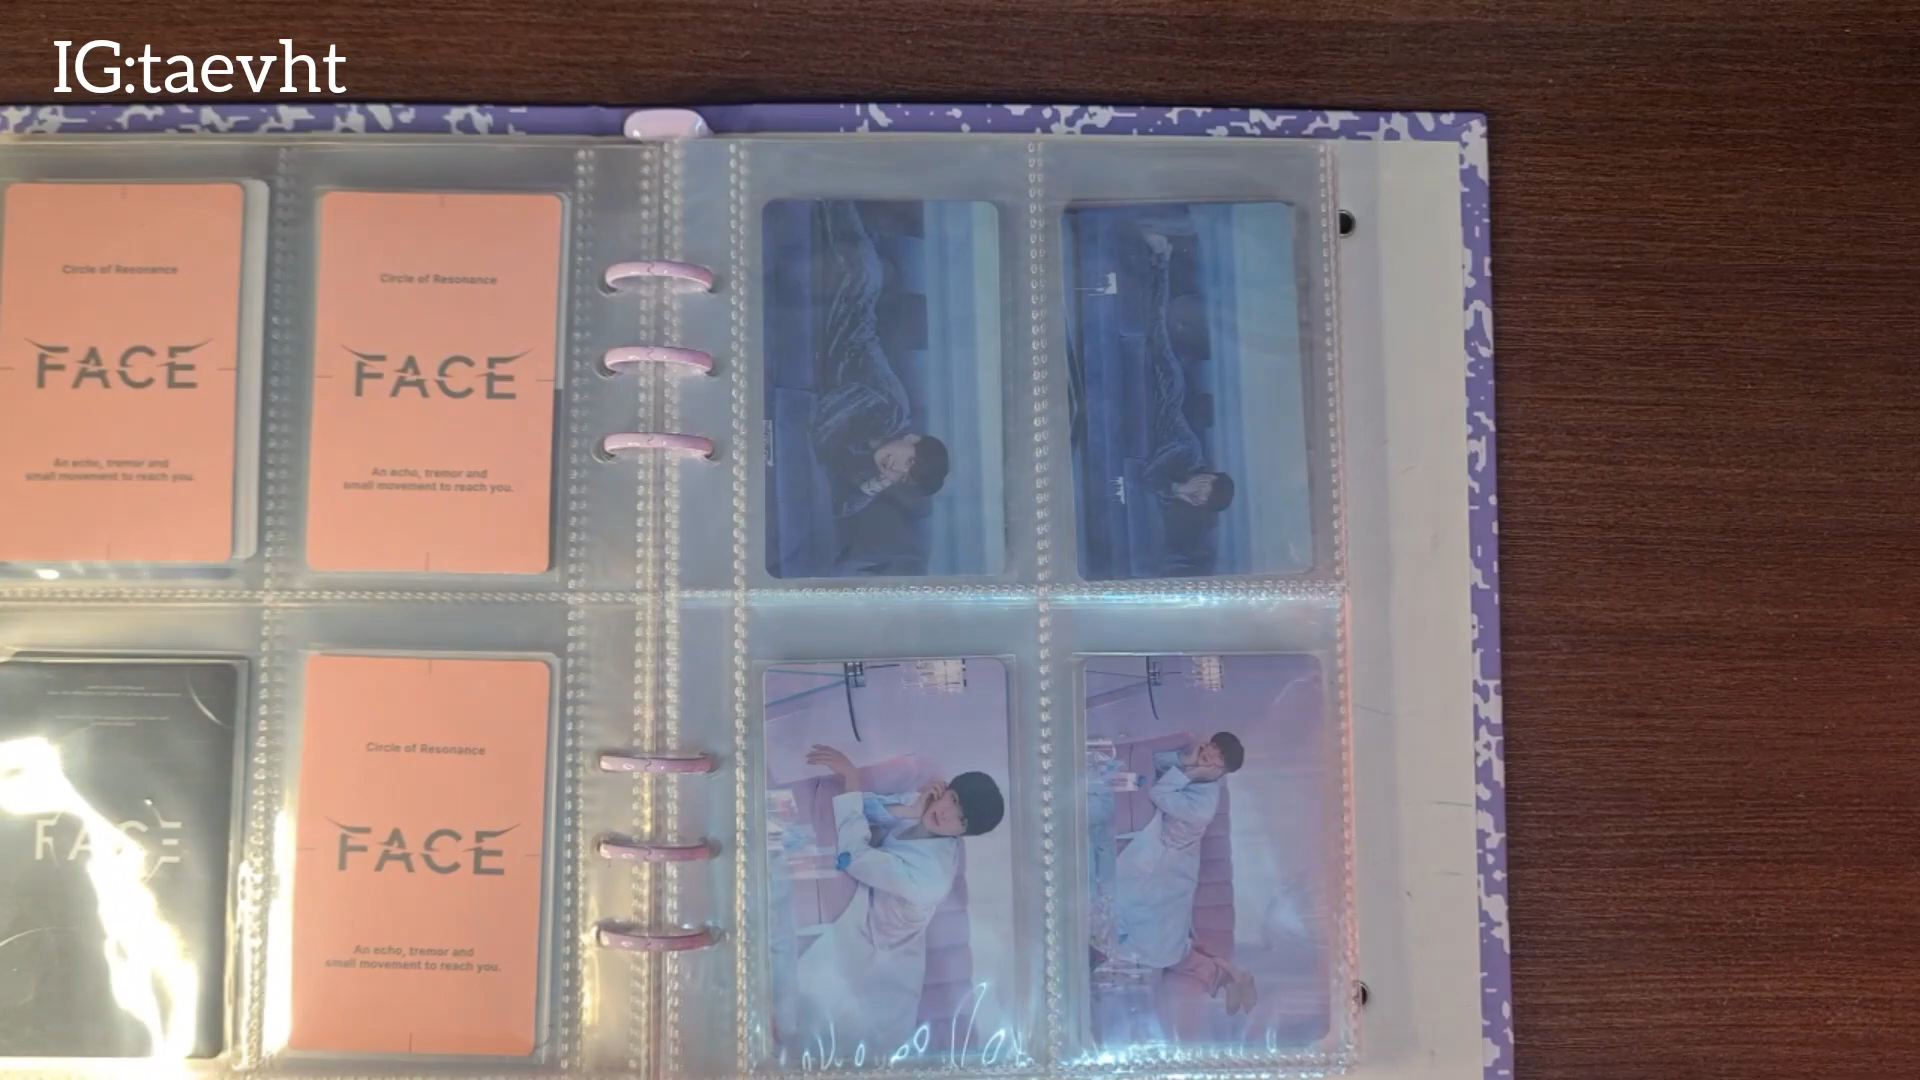 IG:taevht
Circle of Resonance
FACE
An echo, tremor and
small movement to reach you.
Circle of Resonance
FACE
An echo, tremor and
small movement to reach you.
FACE
Circle of Resonance
FACE
An echo, tremor and
small movement to reach you.